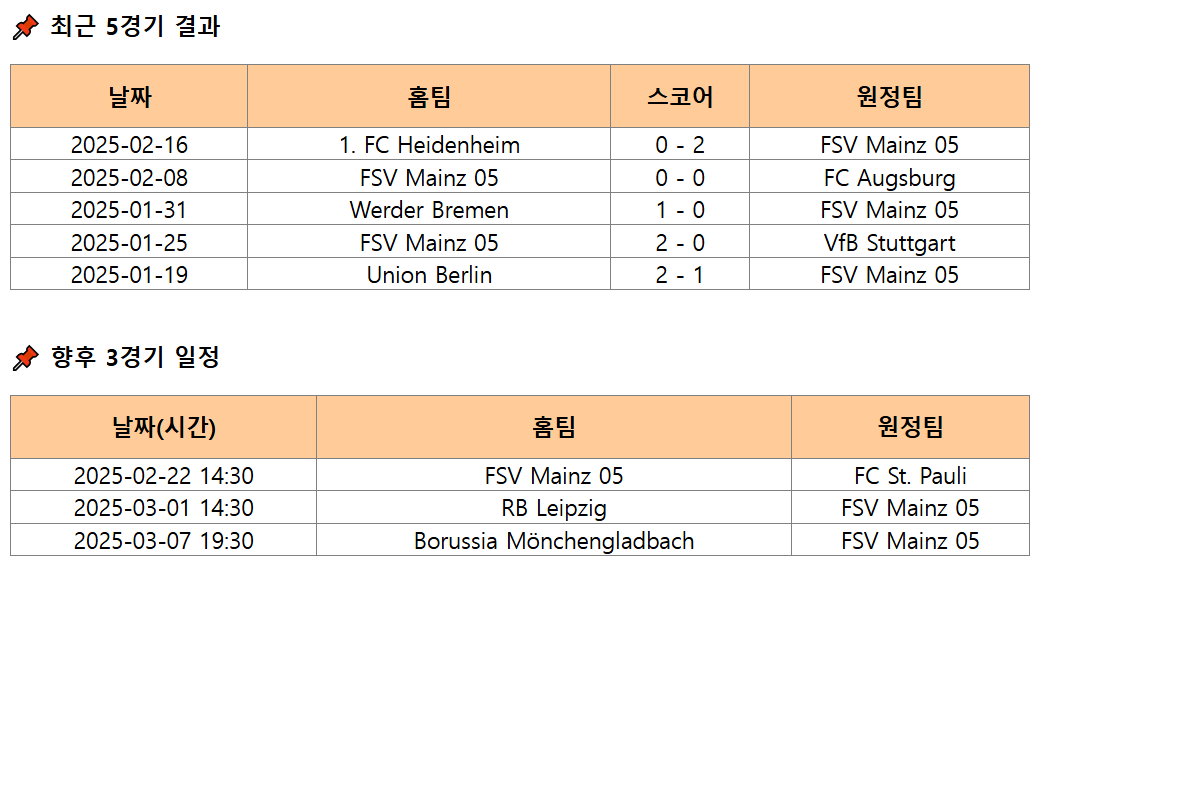 📌 최근 5경기 결과
날짜 홈팀 스코어 원정팀
2025-02-16 1. FC Heidenheim 0 - 2 FSV Mainz 05
2025-02-08 FSV Mainz 05 0 - 0 FC Augsburg
2025-01-31 Werder Bremen 1 - 0 FSV Mainz 05
2025-01-25 FSV Mainz 05 2 - 0 VfB Stuttgart
2025-01-19 Union Berlin 2 - 1 FSV Mainz 05
📌 향후 3경기 일정
날짜(시간) 홈팀 원정팀
2025-02-22 14:30 FSV Mainz 05 FC St. Pauli
2025-03-01 14:30 RB Leipzig FSV Mainz 05
2025-03-07 19:30 Borussia Mönchengladbach FSV Mainz 05